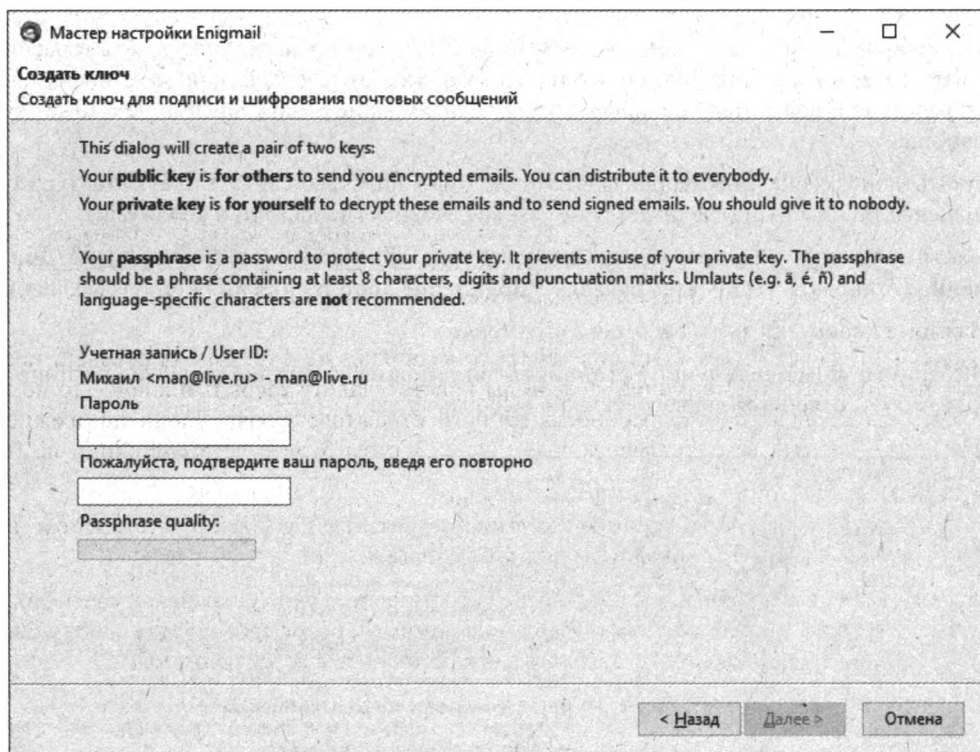 Мастер настройки Enigmail
Создать ключ
Создать ключ для подписи и шифрования почтовых сообщений
This dialog will create a pair of two keys:
Your public key is for others to send you encrypted emails. You can distribute it to everybody.
Your private key is for yourself to decrypt these emails and to send signed emails. You should give it to nobody.
Your passphrase is a password to protect your private key. It prevents misuse of your private key. The passphrase
should be a phrase containing at least 8 characters, digits and punctuation marks. Umlauts (e.g. ä, é, ñ) and
language-specific characters are not recommended.
Учетная запись / User ID:
Михаил <man@live.ru> - man@live.ru
Пароль
Пожалуйста, подтвердите ваш пароль, введя его повторно
Passphrase quality:
< Назад Далее > Отмена